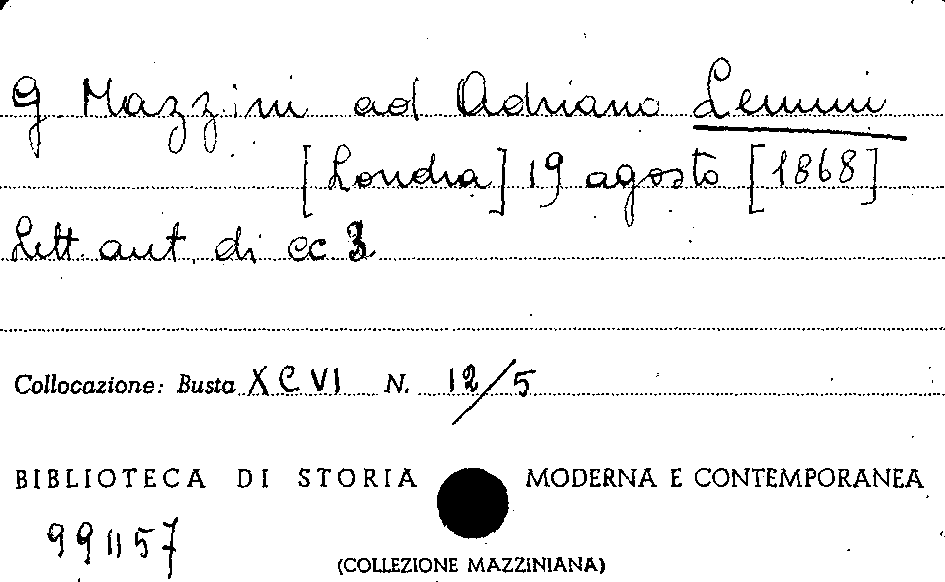 G. Mazzini ad Adriano Lemmi
[Londra] 19 agosto [1868]
Lett. aut. di cc 3
Collocazione: Busta XCVI N. 12/5
BIBLIOTECA DI STORIA MODERNA E CONTEMPORANEA
991157
(COLLEZIONE MAZZINIANA)